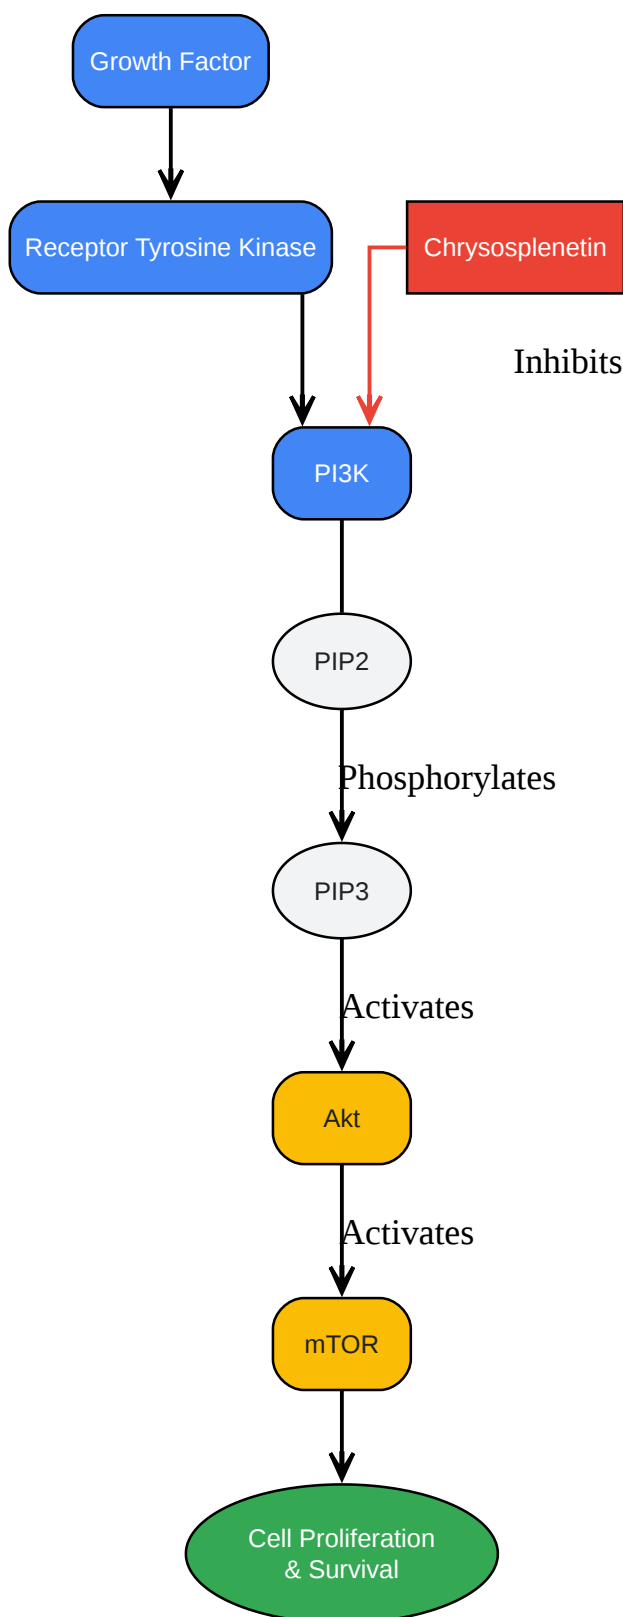 Growth Factor
Receptor Tyrosine Kinase
Chrysosplenetin
Inhibits
PI3K
PIP2
Phosphorylates
PIP3
Activates
Akt
Activates
mTOR
Cell Proliferation
& Survival